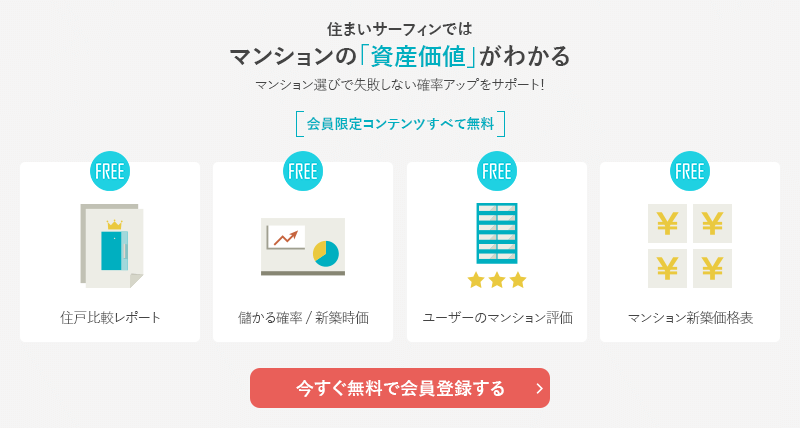 住まいサーフィンでは
マンションの「資産価値」がわかる
マンション選びで失敗しない確率アップをサポート!
会員限定コンテンツすべて無料
FREE
FREE
FREE
FREE
¥ ¥
¥ ¥
住戸比較レポート
儲かる確率 / 新築時価
ユーザーのマンション評価
マンション新築価格表
今すぐ無料で会員登録する